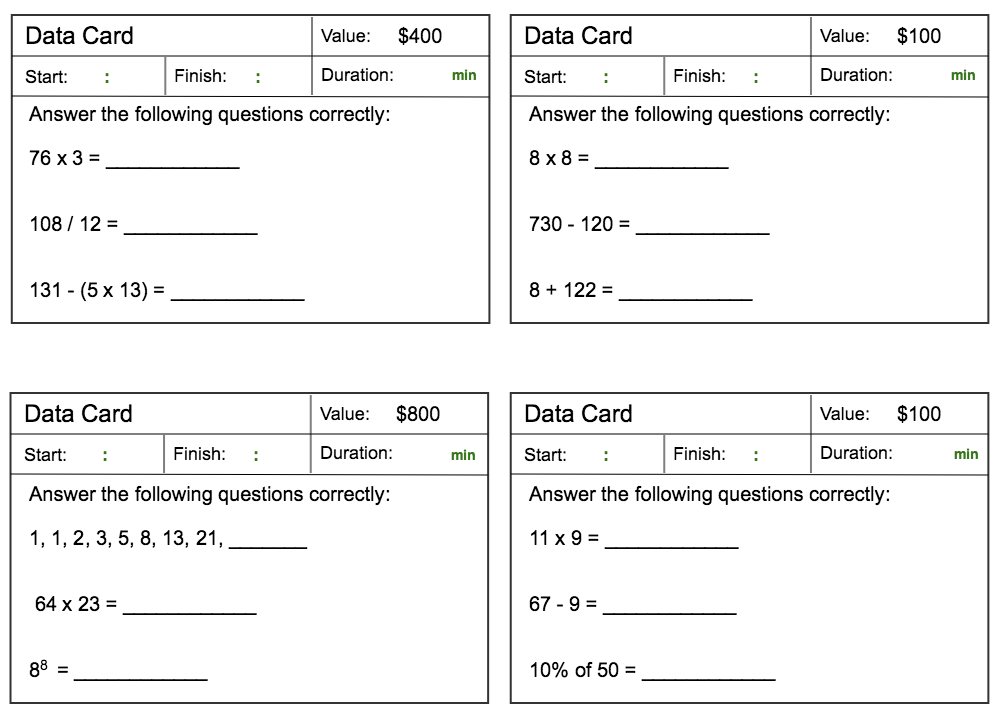 Data Card Value: $400
Start: : Finish: : Duration: min
Answer the following questions correctly:
76 x 3 = ____________
108 / 12 = ____________
131 - (5 x 13) = ____________
Data Card Value: $100
Start: : Finish: : Duration: min
Answer the following questions correctly:
8 x 8 = ____________
730 - 120 = ____________
8 + 122 = ____________
Data Card Value: $800
Start: : Finish: : Duration: min
Answer the following questions correctly:
1, 1, 2, 3, 5, 8, 13, 21, _______
64 x 23 = ____________
8⁸ = ____________
Data Card Value: $100
Start: : Finish: : Duration: min
Answer the following questions correctly:
11 x 9 = ____________
67 - 9 = ____________
10% of 50 = ____________